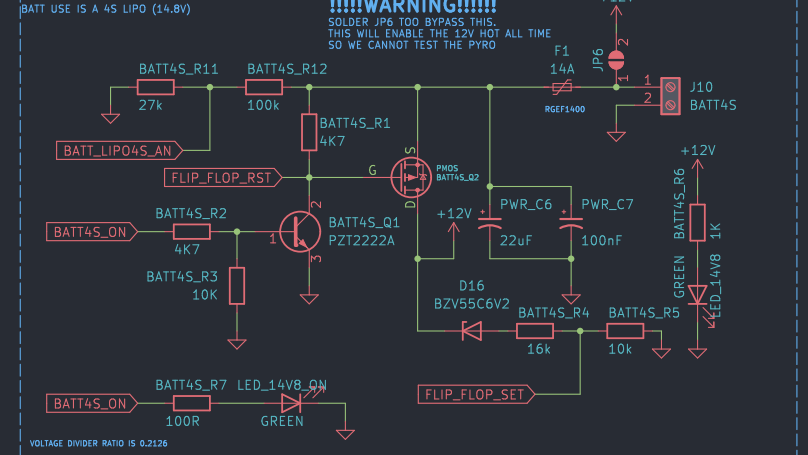 BATT USE IS A 4S LIPO (14.8V)
!!!!!WARNING!!!!!!
SOLDER JP6 TOO BYPASS THIS.
THIS WILL ENABLE THE 12V HOT ALL TIME
SO WE CANNOT TEST THE PYRO
+12V
JP6
2
1
F1
14A
RGEF1400
1
2
J10
BATT4S
BATT4S_R11
27k
BATT4S_R12
100k
BATT4S_R1
4K7
BATT_LIPO4S_AN
FLIP_FLOP_RST
G
S
D
PMOS
BATT4S_Q2
BATT4S_ON
BATT4S_R2
4K7
1
2
3
BATT4S_Q1
PZT2222A
BATT4S_R3
10K
+12V
PWR_C6
22uF
PWR_C7
100nF
+12V
BATT4S_R6
1K
GREEN
LED_14V8
D16
BZV55C6V2
BATT4S_R4
16k
BATT4S_R5
10k
FLIP_FLOP_SET
BATT4S_ON
BATT4S_R7
100R
LED_14V8_ON
GREEN
VOLTAGE DIVIDER RATIO IS 0.2126